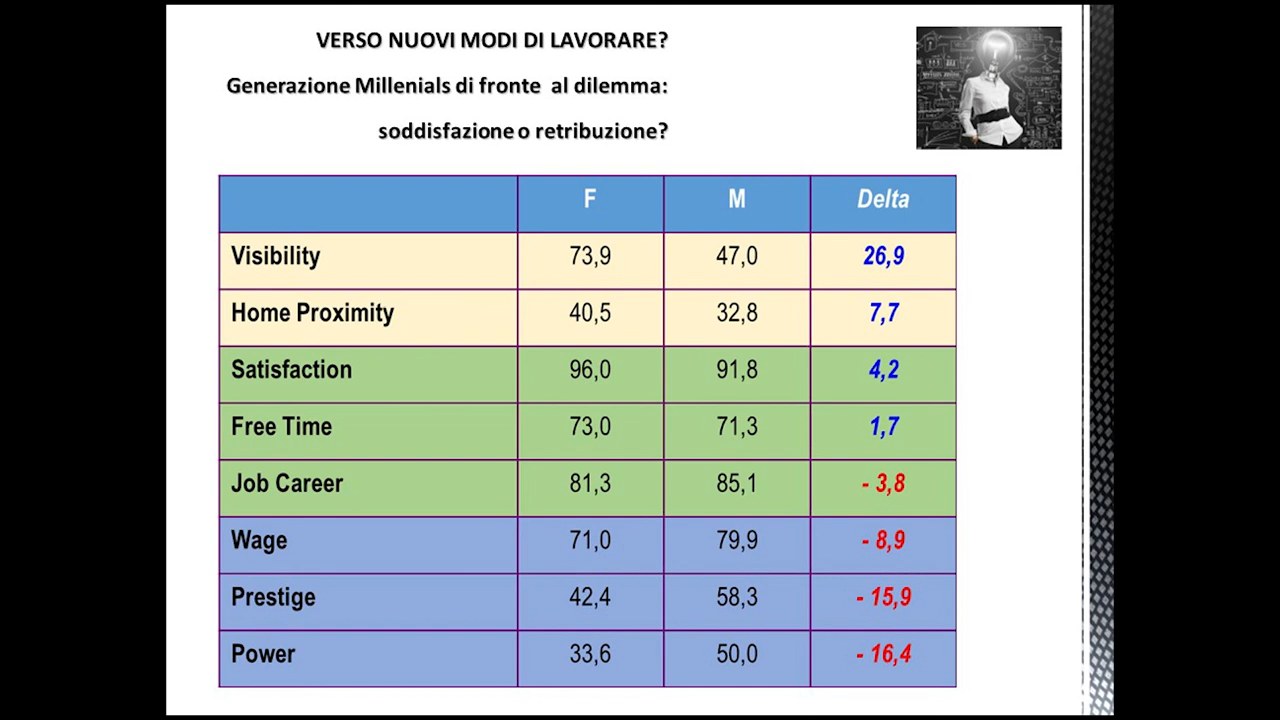 VERSO NUOVI MODI DI LAVORARE?
Generazione Millenials di fronte al dilemma:
soddisfazione o retribuzione?
F M Delta
Visibility 73,9 47,0 26,9
Home Proximity 40,5 32,8 7,7
Satisfaction 96,0 91,8 4,2
Free Time 73,0 71,3 1,7
Job Career 81,3 85,1 - 3,8
Wage 71,0 79,9 - 8,9
Prestige 42,4 58,3 - 15,9
Power 33,6 50,0 - 16,4